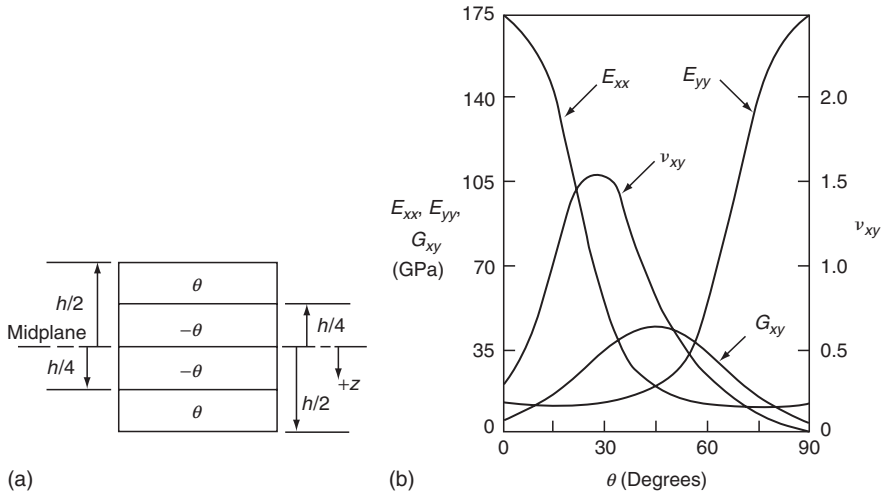 h/2
Midplane
h/4
θ
−θ
−θ
θ
h/4
+z
h/2
(a)
175
140
105
70
35
0
E_xx, E_yy,
G_xy
(GPa)
E_xx
E_yy
ν_xy
G_xy
2.0
1.5
1.0
0.5
0
ν_xy
0 30 60 90
θ (Degrees)
(b)